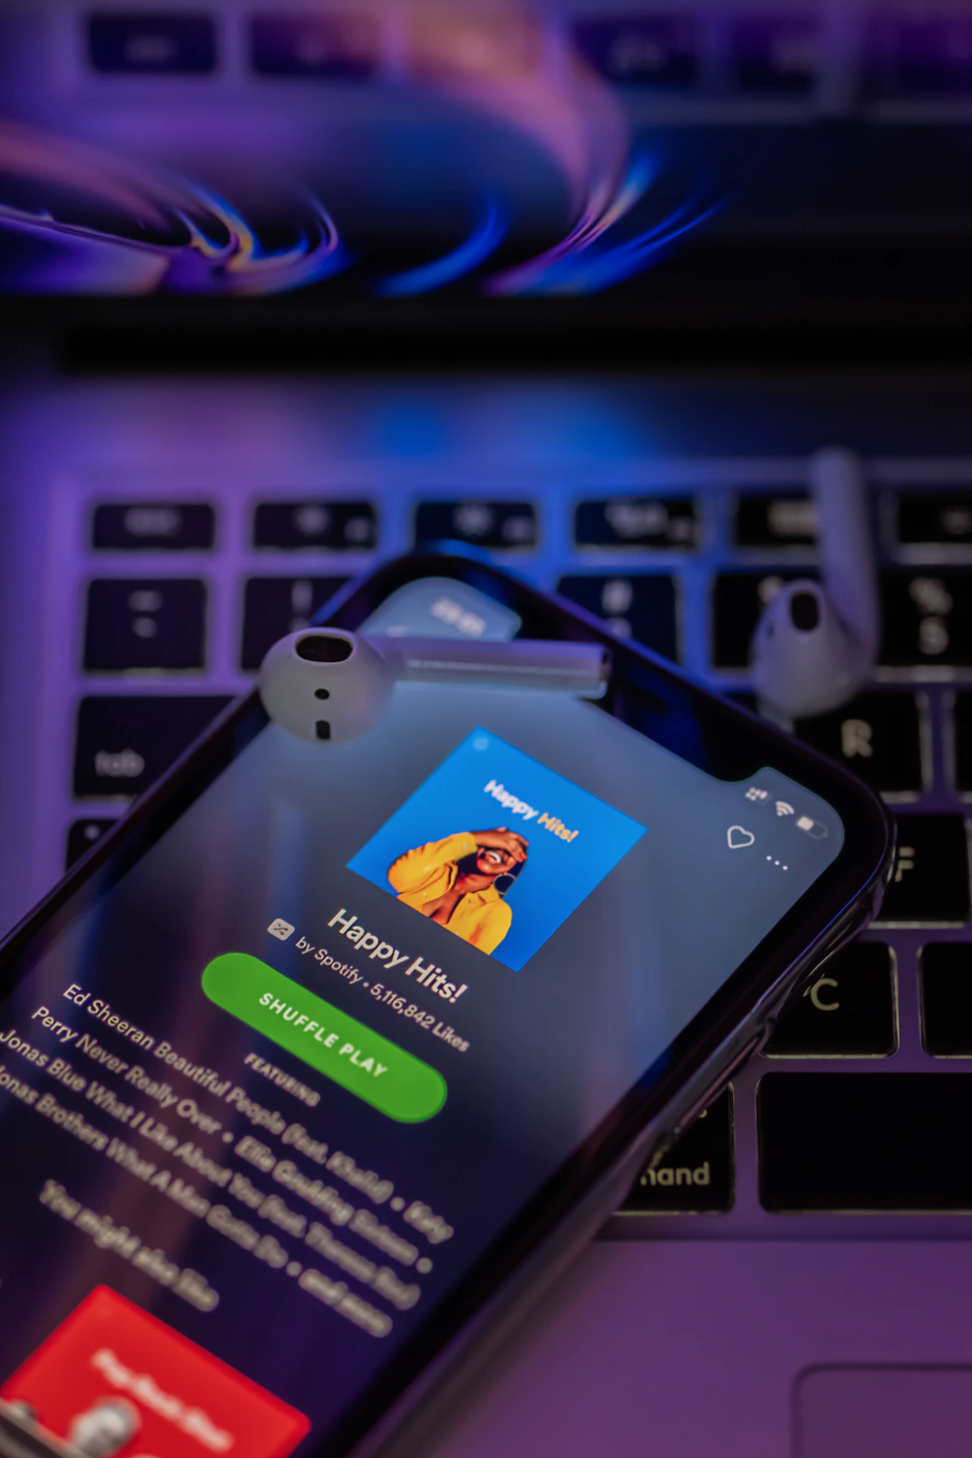 tab
R
F
C
mand
Happy Hits!
Happy Hits!
by Spotify • 5,116,842 Likes
SHUFFLE PLAY
FEATURING
Ed Sheeran Beautiful People (feat. Khalid) • Katy
Perry Never Really Over • Ellie Goulding Sixteen •
Jonas Blue What I Like About You (feat. Theresa Rex)
Jonas Brothers What A Man Gotta Do • and more
You might also like